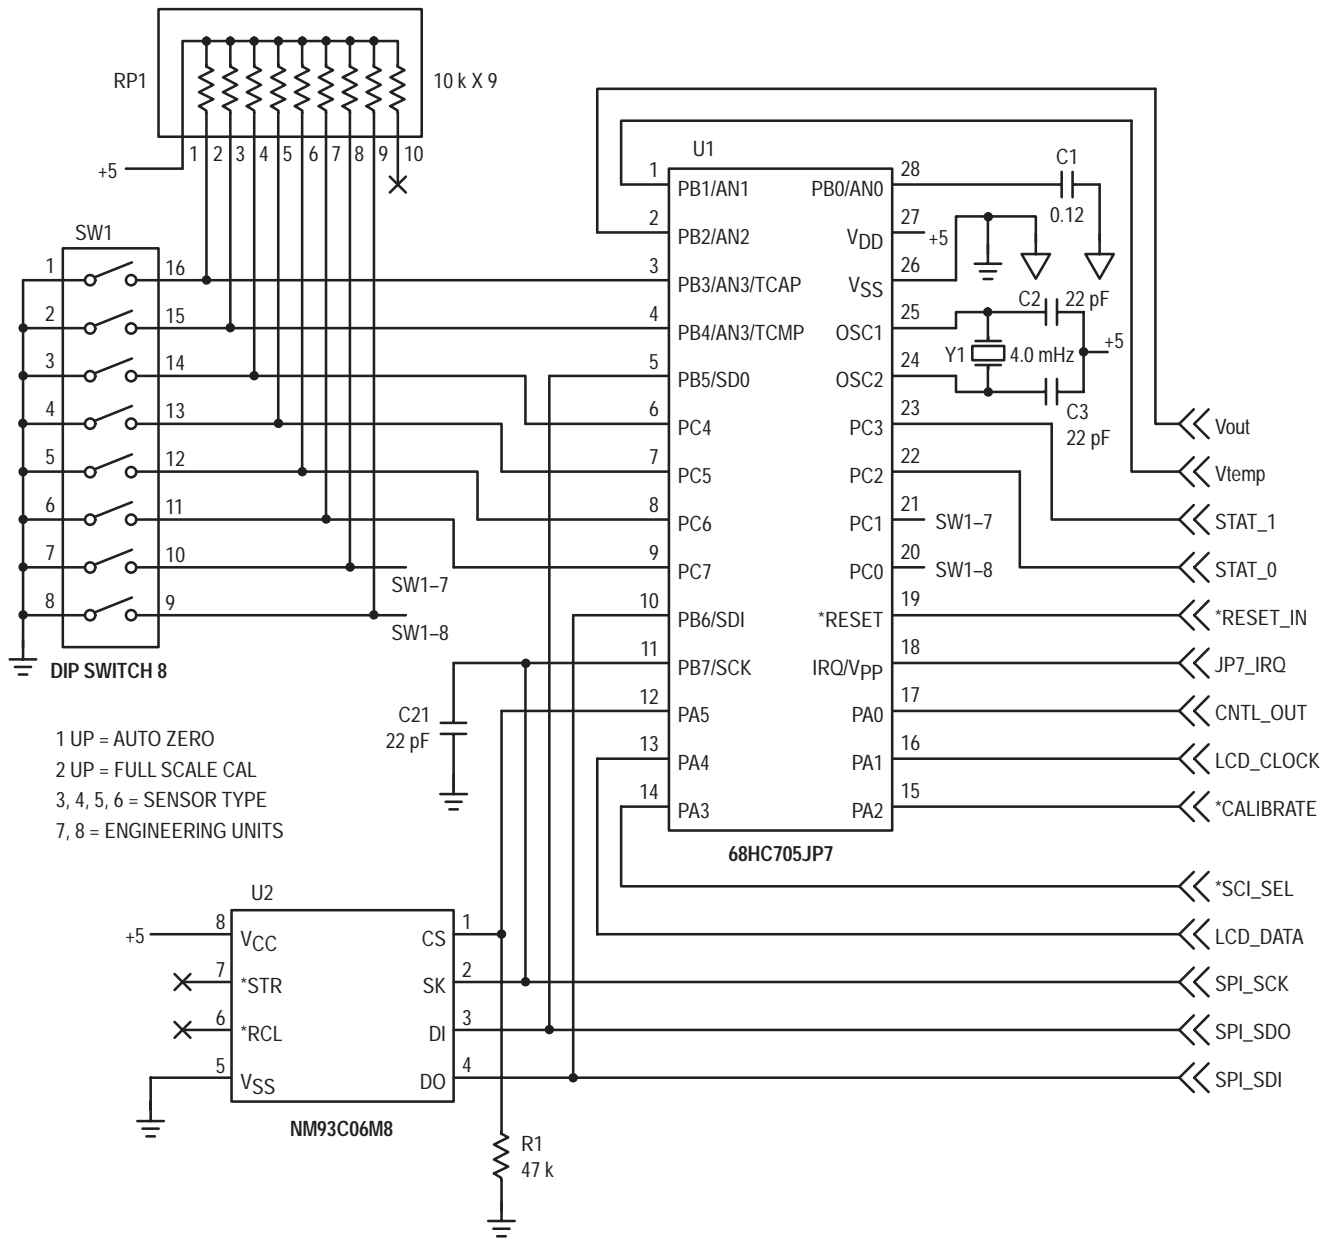 RP1
10 k X 9
1 2 3 4 5 6 7 8 9 10
+5
SW1
1 16
2 15
3 14
4 13
5 12
6 11
7 10
SW1–7
8 9
SW1–8
DIP SWITCH 8
1 UP = AUTO ZERO
2 UP = FULL SCALE CAL
3, 4, 5, 6 = SENSOR TYPE
7, 8 = ENGINEERING UNITS
U1
1 PB1/AN1 PB0/AN0 28
2 PB2/AN2 VDD 27 +5
3 PB3/AN3/TCAP VSS 26
4 PB4/AN3/TCMP OSC1 25
5 PB5/SD0 OSC2 24
6 PC4 PC3 23
7 PC5 PC2 22
8 PC6 PC1 21 SW1–7
9 PC7 PC0 20 SW1–8
10 PB6/SDI *RESET 19
11 PB7/SCK IRQ/VPP 18
12 PA5 PA0 17
13 PA4 PA1 16
14 PA3 PA2 15
68HC705JP7
C1
0.12
C2 22 pF
Y1 4.0 mHz +5
C3
22 pF
C21
22 pF
Vout
Vtemp
STAT_1
STAT_0
*RESET_IN
JP7_IRQ
CNTL_OUT
LCD_CLOCK
*CALIBRATE
*SCI_SEL
LCD_DATA
SPI_SCK
SPI_SDO
SPI_SDI
U2
+5 8 VCC CS 1
7 *STR SK 2
6 *RCL DI 3
5 VSS DO 4
NM93C06M8
R1
47 k